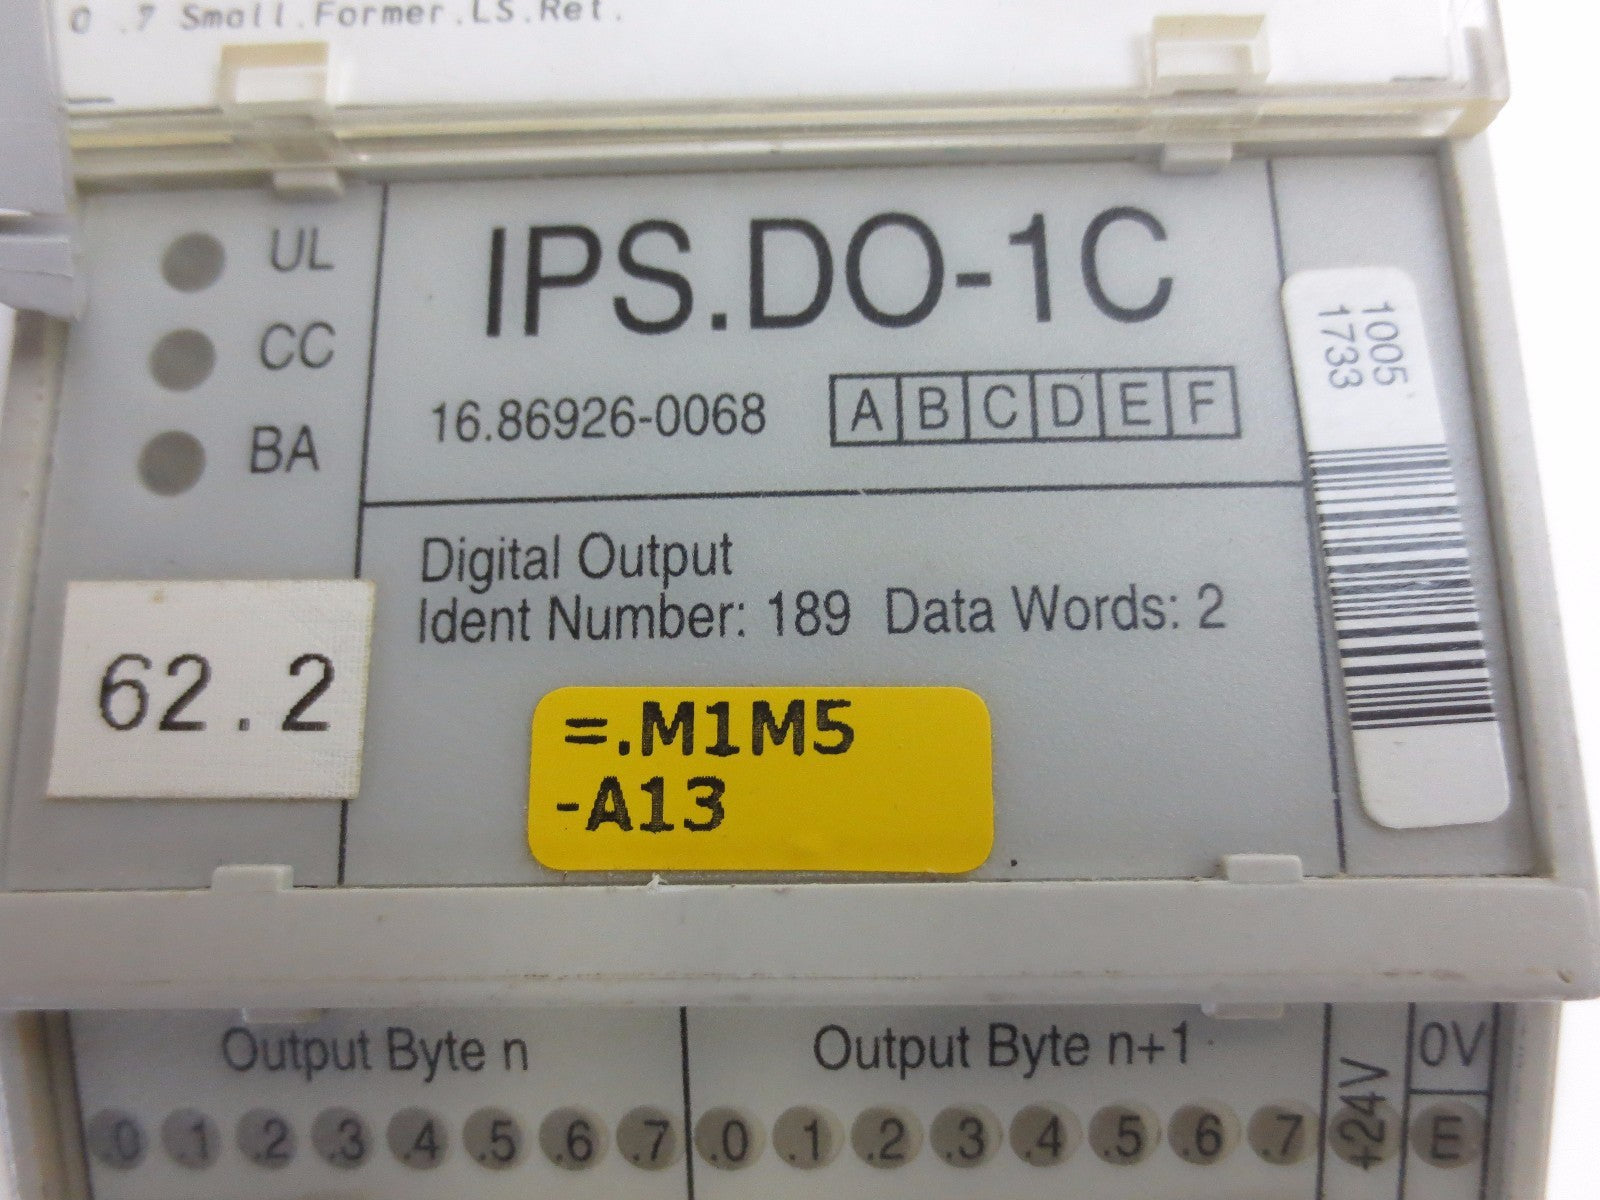 0 .7 Small.Former.LS.Ret.
UL
CC
BA
IPS.DO-1C
16.86926-0068
A B C D E F
1005
1733
Digital Output
Ident Number: 189 Data Words: 2
62.2
=.M1M5
-A13
Output Byte n
Output Byte n+1
+24V
0V
.0 .1 .2 .3 .4 .5 .6 .7 .0 .1 .2 .3 .4 .5 .6 .7
E